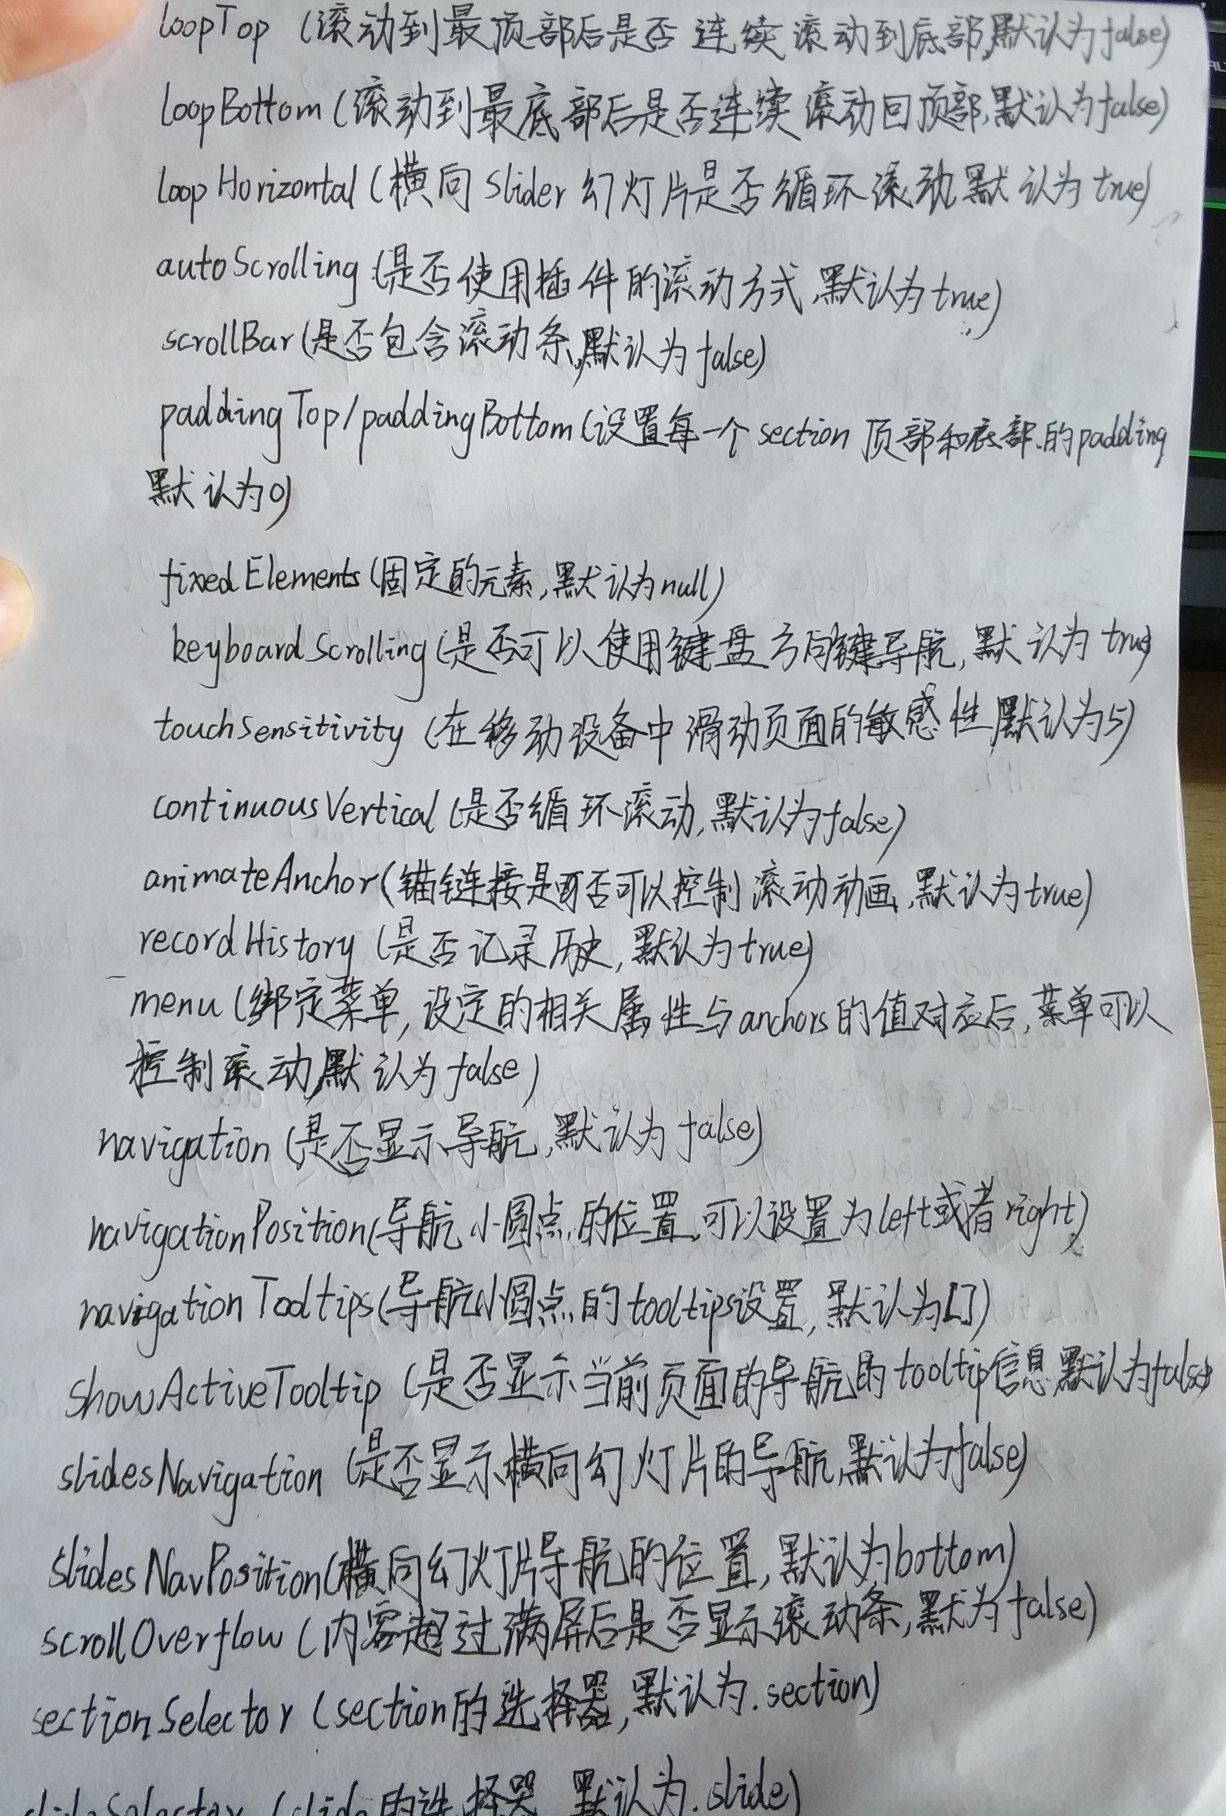 loopTop (滚动到最顶部后是否连续滚动到底部,默认为false)
loopBottom(滚动到最底部后是否连续滚动回顶部,默认为false)
loopHorizontal(横向slider幻灯片是否循环滚动默认为true)
autoScrolling(是否使用插件的滚动方式,默认为true)
scrollBar(是否包含滚动条,默认为false)
paddingTop/paddingBottom(设置每一个section顶部和底部的padding
默认为0)
fixedElements(固定的元素,默认为null)
keyboardScrolling(是否可以使用键盘方向键导航,默认为true)
touchSensitivity(在移动设备中滑动页面的敏感性,默认为5)
continuousVertical(是否循环滚动,默认为false)
animateAnchor(锚链接是否可以控制滚动动画,默认为true)
recordHistory(是否记录历史,默认为true)
menu(绑定菜单,设定的相关属性与anchors的值对应后,菜单可以
控制滚动,默认为false)
navigation(是否显示导航,默认为false)
navigationPosition(导航小圆点的位置,可以设置为left或者right)
navigationTooltips(导航小圆点的tooltips设置,默认为[])
showActiveTooltip(是否显示当前页面的导航的tooltip信息默认为false)
slidesNavigation(是否显示横向幻灯片的导航,默认为false)
slidesNavPosition(横向幻灯片导航的位置,默认为bottom)
scrollOverflow(内容超过满屏后是否显示滚动条,默为false)
sectionSelector(section的选择器,默认为.section)
slideSelector(slide的选择器,默认为.slide)